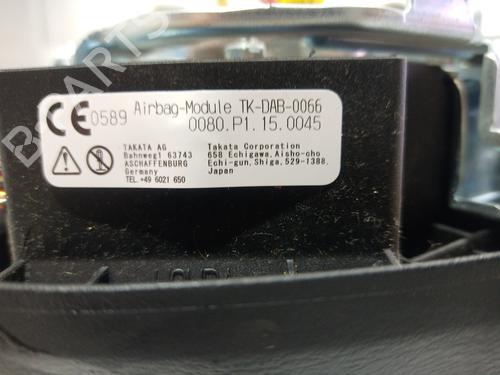 CE 0589 Airbag-Module TK-DAB-0066
0080.P1.15.0045
TAKATA AG
Bahnweg1 63743
ASCHAFFENBURG
Germany
TEL.+49 6021 650
Takata Corporation
658 Echigawa,Aisho-cho
Echi-gun,Shiga,529-1388,
Japan